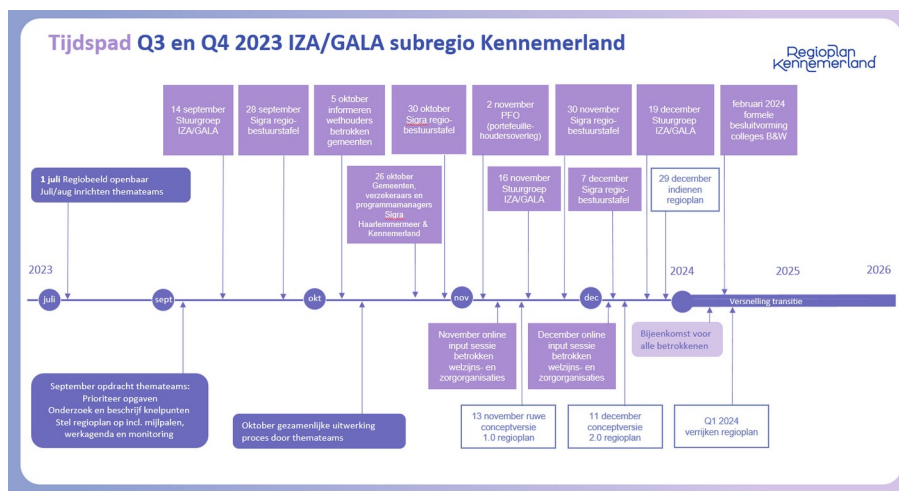 Tijdspad Q3 en Q4 2023 IZA/GALA subregio Kennemerland
Regioplan
Kennemerland
14 september
Stuurgroep
IZA/GALA
28 september
Sigra regio-
bestuurstafel
5 oktober
informeren
wethouders
betrokken
gemeenten
30 oktober
Sigra regio-
bestuurstafel
2 november
PFO
(portefeuille-
houdersoverleg)
30 november
Sigra regio-
bestuurstafel
19 december
Stuurgroep
IZA/GALA
februari 2024
formele
besluitvorming
colleges B&W
1 juli Regiobeeld openbaar
Juli/aug inrichten themateams
26 oktober
Gemeenten,
verzekeraars en
programmamanagers
Sigra
Haarlemmermeer &
Kennemerland
16 november
Stuurgroep
IZA/GALA
7 december
Sigra regio-
bestuurstafel
29 december
indienen
regioplan
2023
2024
2025
2026
juli
sept
okt
nov
dec
Versnelling transitie
September opdracht themateams:
Prioriteer opgaven
Onderzoek en beschrijf knelpunten
Stel regioplan op incl. mijlpalen,
werkagenda en monitoring
Oktober gezamenlijke uitwerking
proces door themateams
November online
input sessie
betrokken
welzijns- en
zorgorganisaties
December online
input sessie
betrokken
welzijns- en
zorgorganisaties
Bijeenkomst voor
alle betrokkenen
13 november ruwe
conceptversie
1.0 regioplan
11 december
conceptversie
2.0 regioplan
Q1 2024
verrijken regioplan